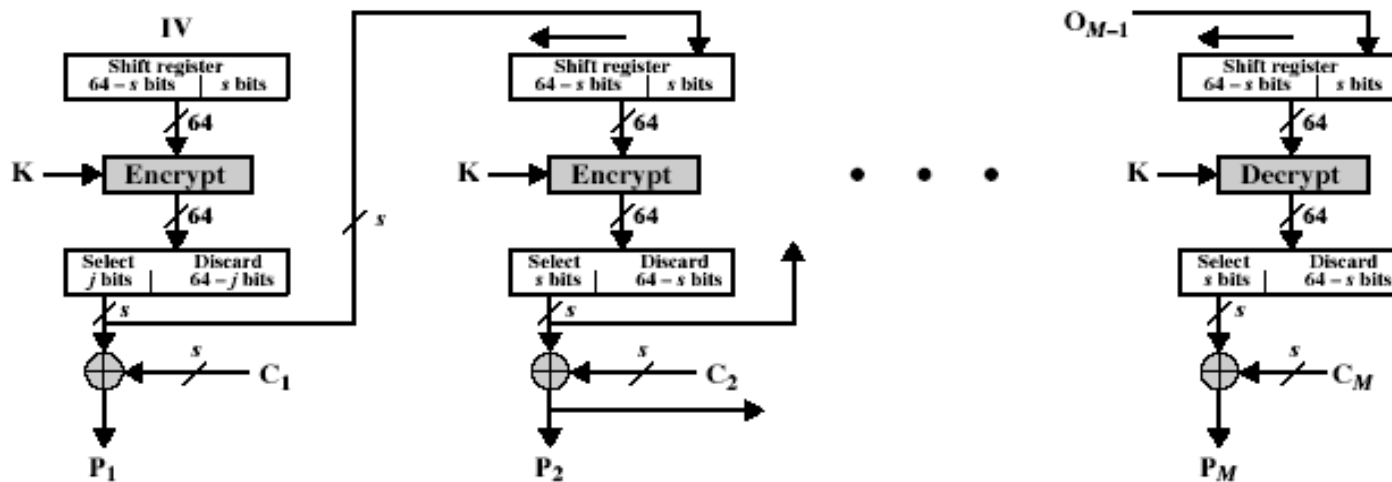 IV
Shift register
64 – s bits | s bits
64
K
Encrypt
64
Select Discard
j bits | 64 – j bits
s
s
C1
P1
s
Shift register
64 – s bits | s bits
64
K
Encrypt
64
Select Discard
s bits | 64 – s bits
s
s
C2
P2
• • •
OM–1
Shift register
64 – s bits | s bits
64
K
Decrypt
64
Select Discard
s bits | 64 – s bits
s
s
CM
PM